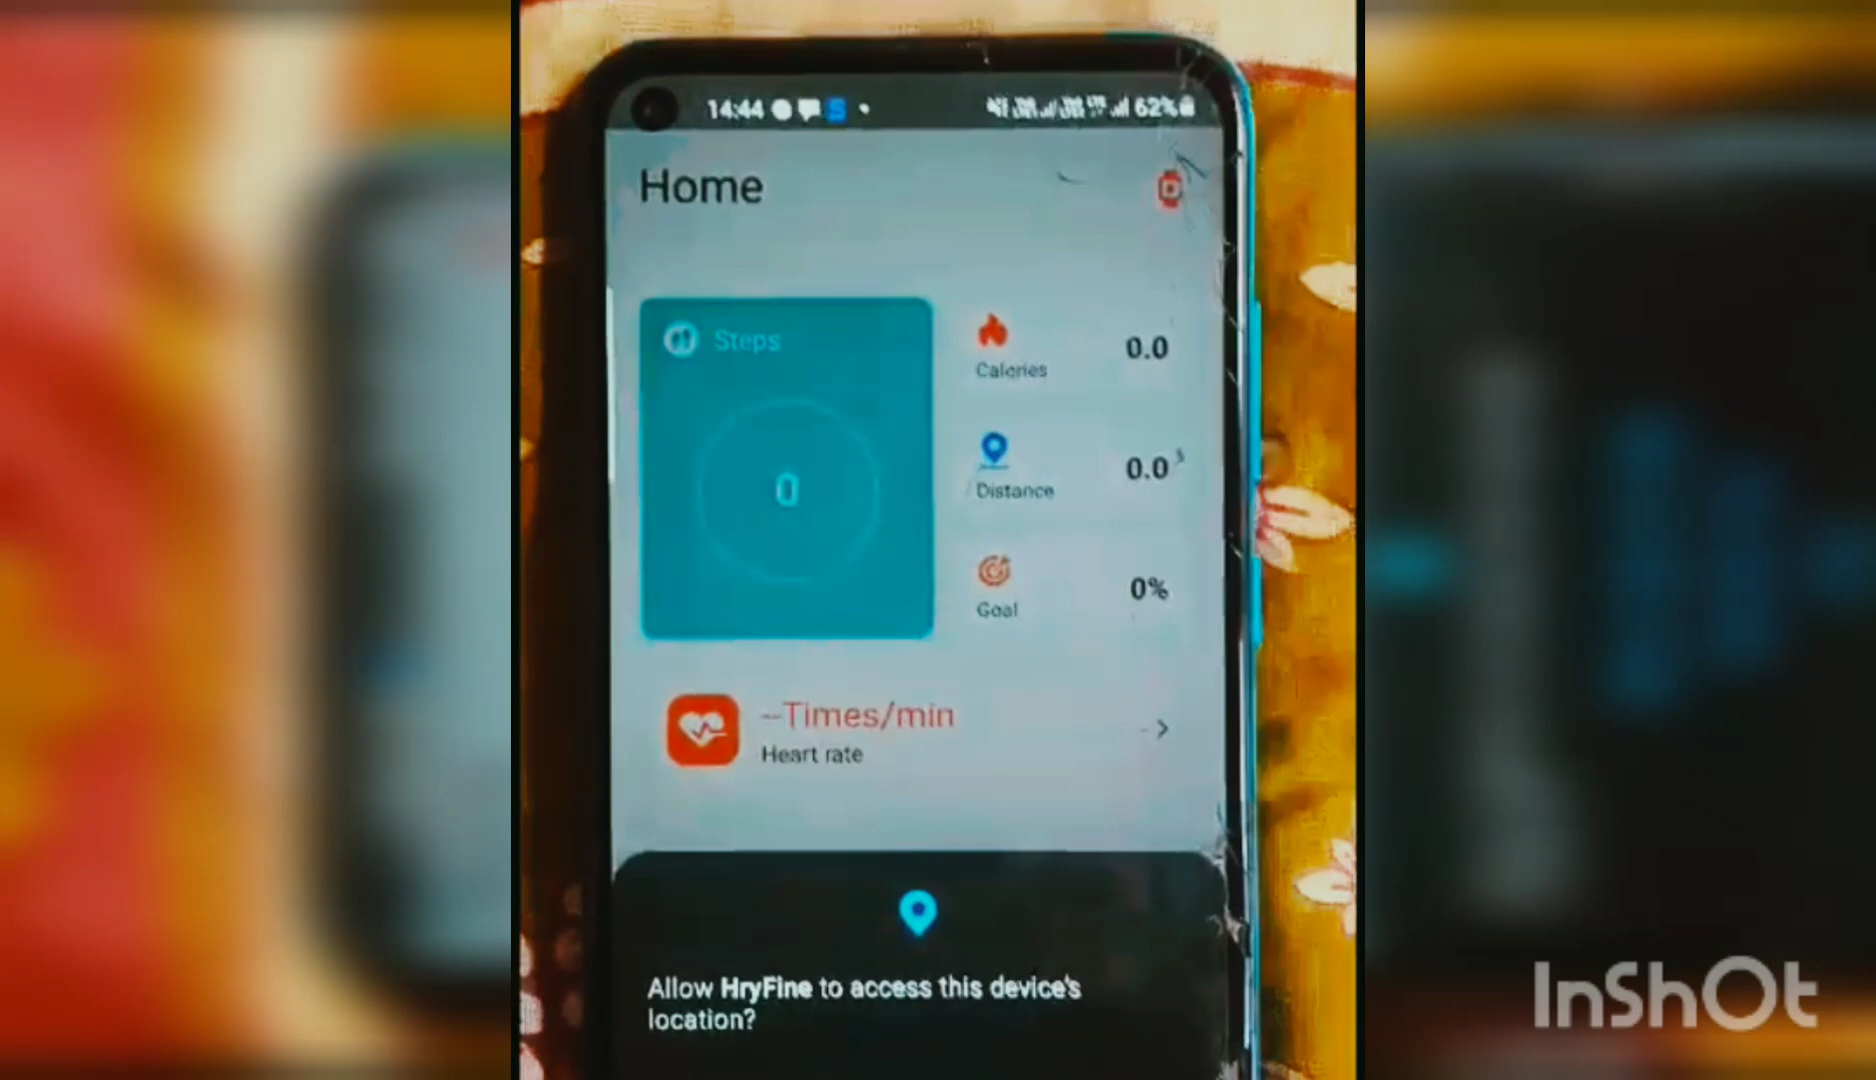 14:44
62%
Home
Steps
0
Calories
0.0
Distance
0.0
Goal
0%
--Times/min
Heart rate
Allow HryFine to access this device's
location?
InShOt